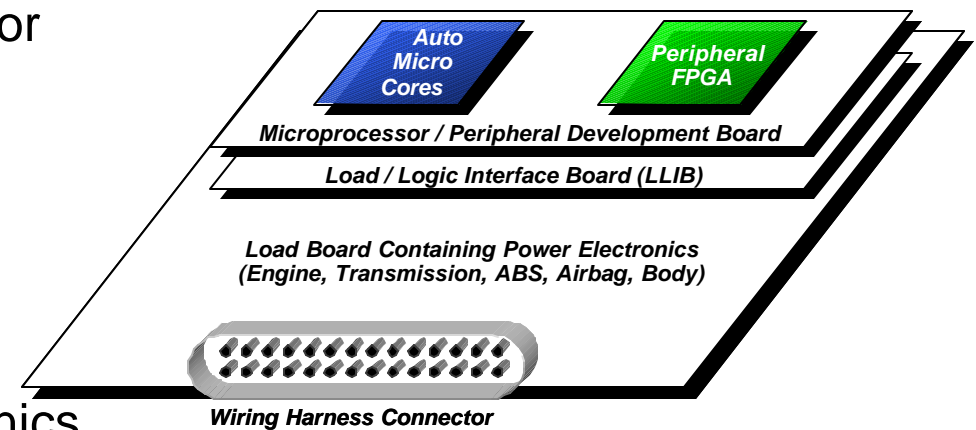 or
Auto
Micro
Cores
Peripheral
FPGA
Microprocessor / Peripheral Development Board
Load / Logic Interface Board (LLIB)
Load Board Containing Power Electronics
(Engine, Transmission, ABS, Airbag, Body)
Wiring Harness Connector